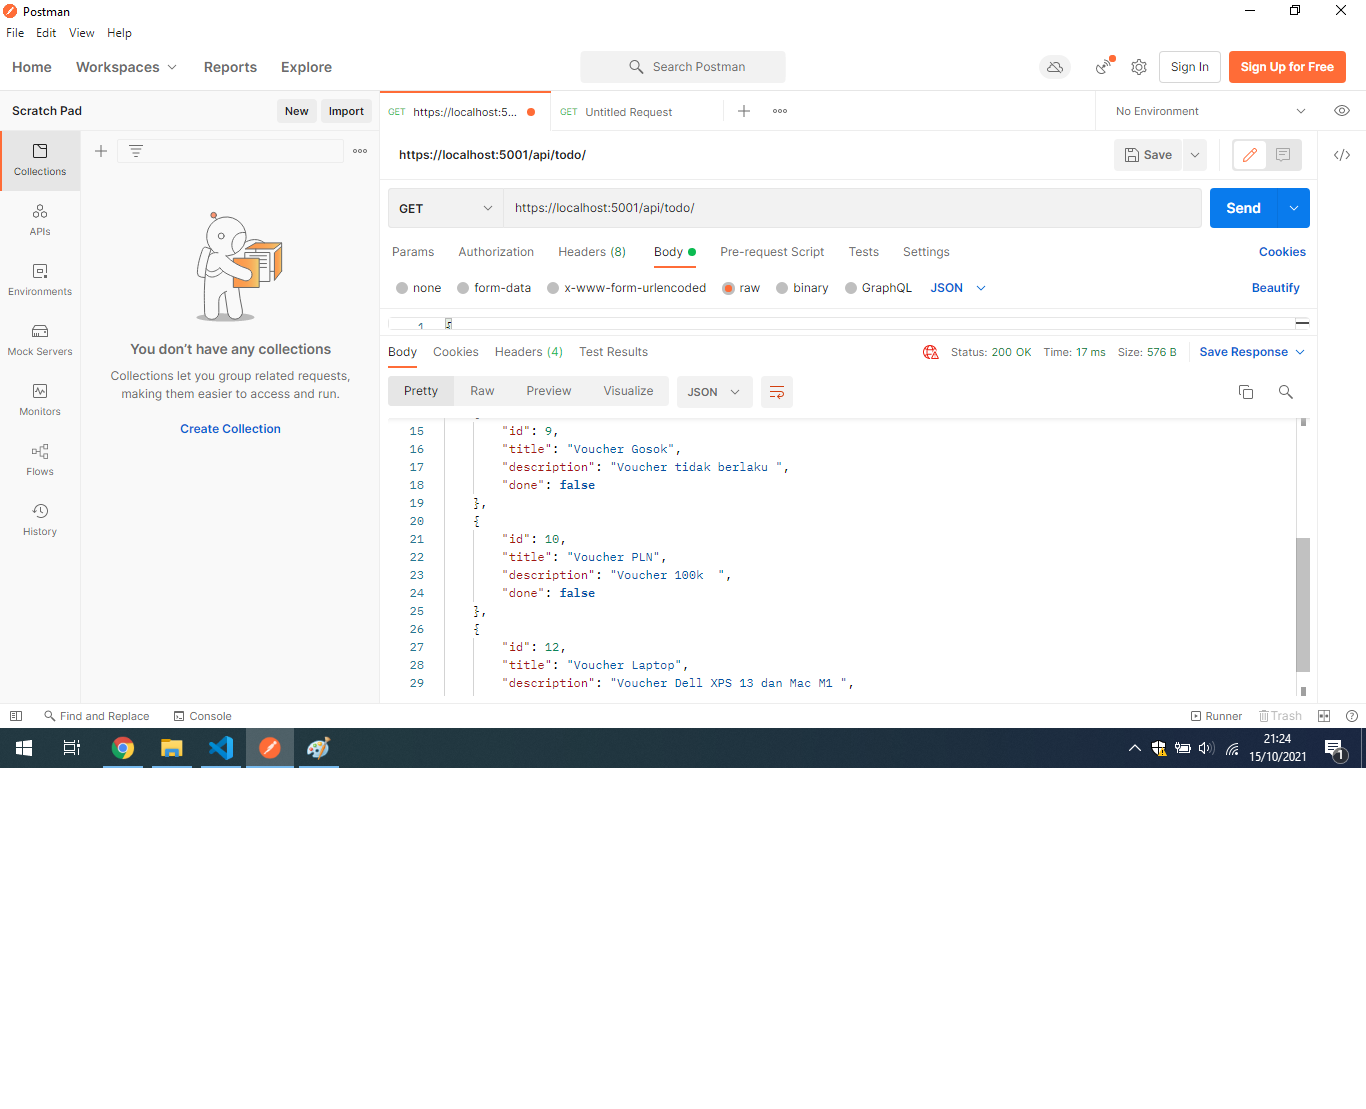 Postman
File Edit View Help
Home Workspaces Reports Explore Search Postman Sign In Sign Up for Free
Scratch Pad New Import GET https://localhost:5... GET Untitled Request No Environment
https://localhost:5001/api/todo/ Save
GET https://localhost:5001/api/todo/ Send
Params Authorization Headers (8) Body Pre-request Script Tests Settings Cookies
none form-data x-www-form-urlencoded raw binary GraphQL JSON Beautify
1 {
Body Cookies Headers (4) Test Results Status: 200 OK Time: 17 ms Size: 576 B Save Response
Pretty Raw Preview Visualize JSON
15 "id": 9,
16 "title": "Voucher Gosok",
17 "description": "Voucher tidak berlaku ",
18 "done": false
19 },
20 {
21 "id": 10,
22 "title": "Voucher PLN",
23 "description": "Voucher 100k  ",
24 "done": false
25 },
26 {
27 "id": 12,
28 "title": "Voucher Laptop",
29 "description": "Voucher Dell XPS 13 dan Mac M1 ",
Collections
APIs
Environments
Mock Servers
Monitors
Flows
History
You don't have any collections
Collections let you group related requests,
making them easier to access and run.
Create Collection
Find and Replace Console Runner Trash
21:24
15/10/2021
1